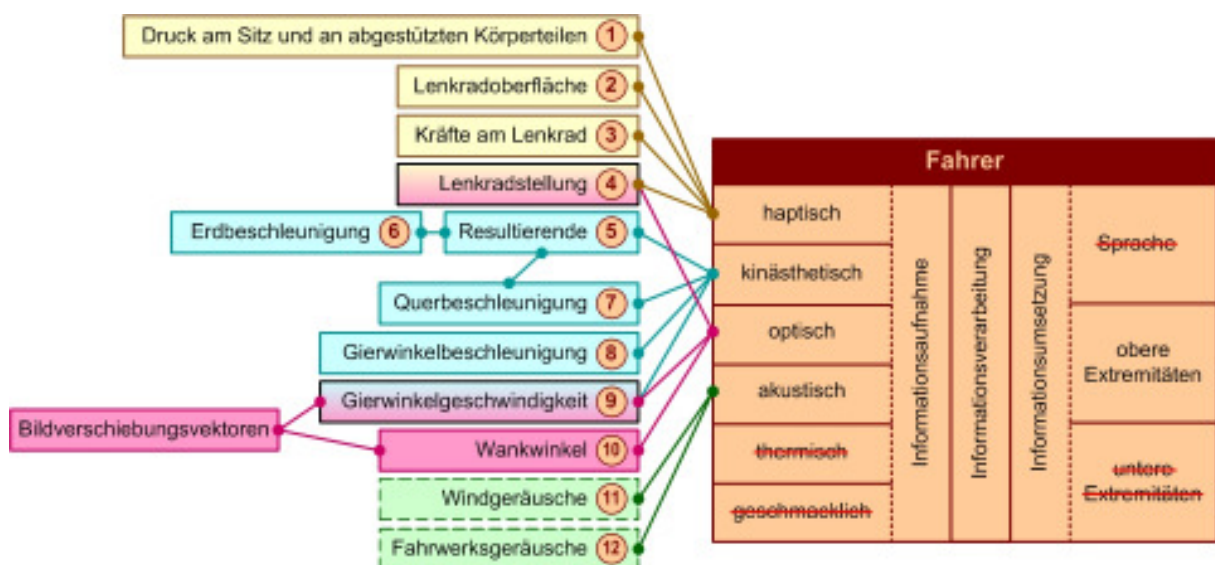 Druck am Sitz und an abgestützten Körperteilen 1
Lenkradoberfläche 2
Kräfte am Lenkrad 3
Lenkradstellung 4
Erdbeschleunigung 6
Resultierende 5
Querbeschleunigung 7
Gierwinkelbeschleunigung 8
Gierwinkelgeschwindigkeit 9
Bildverschiebungsvektoren
Wankwinkel 10
Windgeräusche 11
Fahrwerksgeräusche 12
Fahrer
haptisch
kinästhetisch
optisch
akustisch
thermisch
geschmacklich
Informationsaufnahme
Informationsverarbeitung
Informationsumsetzung
Sprache
obere
Extremitäten
untere
Extremitäten